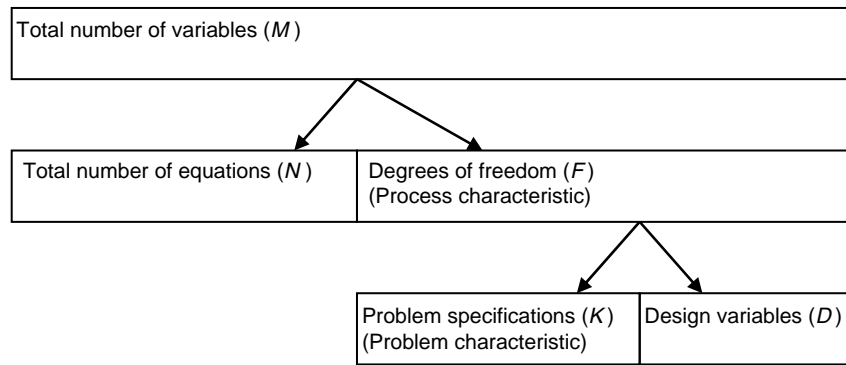 Total number of variables (M)
Total number of equations (N)
Degrees of freedom (F)
(Process characteristic)
Problem specifications (K)
(Problem characteristic)
Design variables (D)